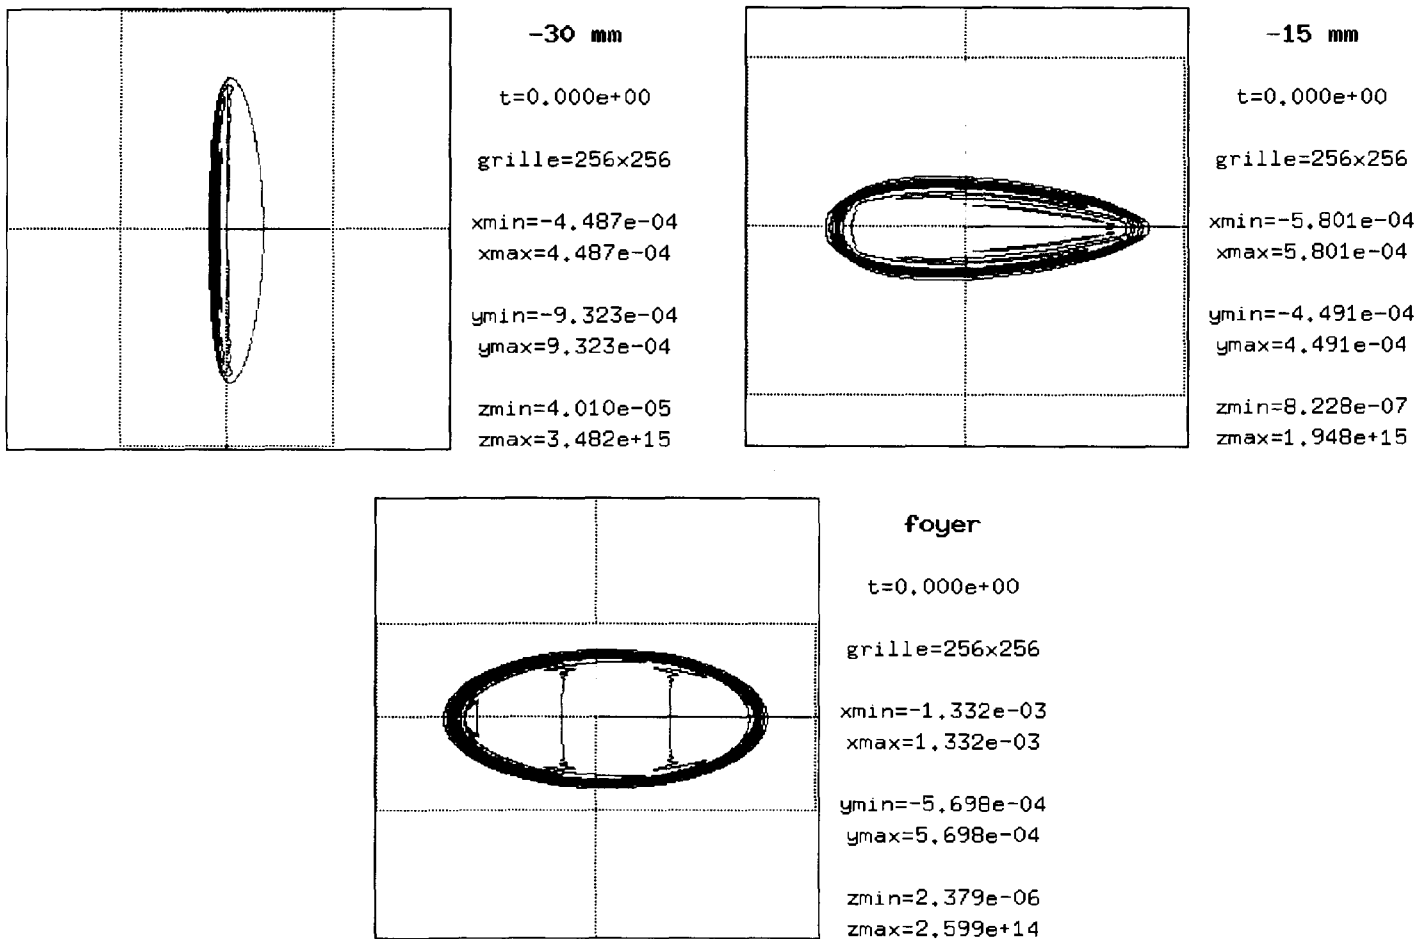 -30 mm
t=0.000e+00
grille=256x256
xmin=-4.487e-04
xmax=4.487e-04
ymin=-9.323e-04
ymax=9.323e-04
zmin=4.010e-05
zmax=3.482e+15
-15 mm
t=0.000e+00
grille=256x256
xmin=-5.801e-04
xmax=5.801e-04
ymin=-4.491e-04
ymax=4.491e-04
zmin=8.228e-07
zmax=1.948e+15
foyer
t=0.000e+00
grille=256x256
xmin=-1.332e-03
xmax=1.332e-03
ymin=-5.698e-04
ymax=5.698e-04
zmin=2.379e-06
zmax=2.599e+14